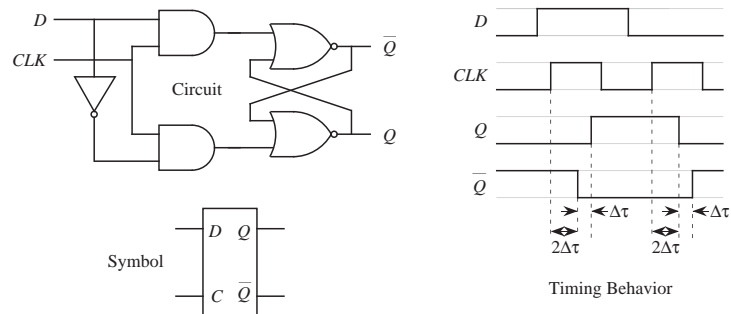 D
CLK
Circuit
Q̅
Q
D Q
Symbol
C Q̅
D
CLK
Q
Q̅
Δτ Δτ
2Δτ 2Δτ
Timing Behavior